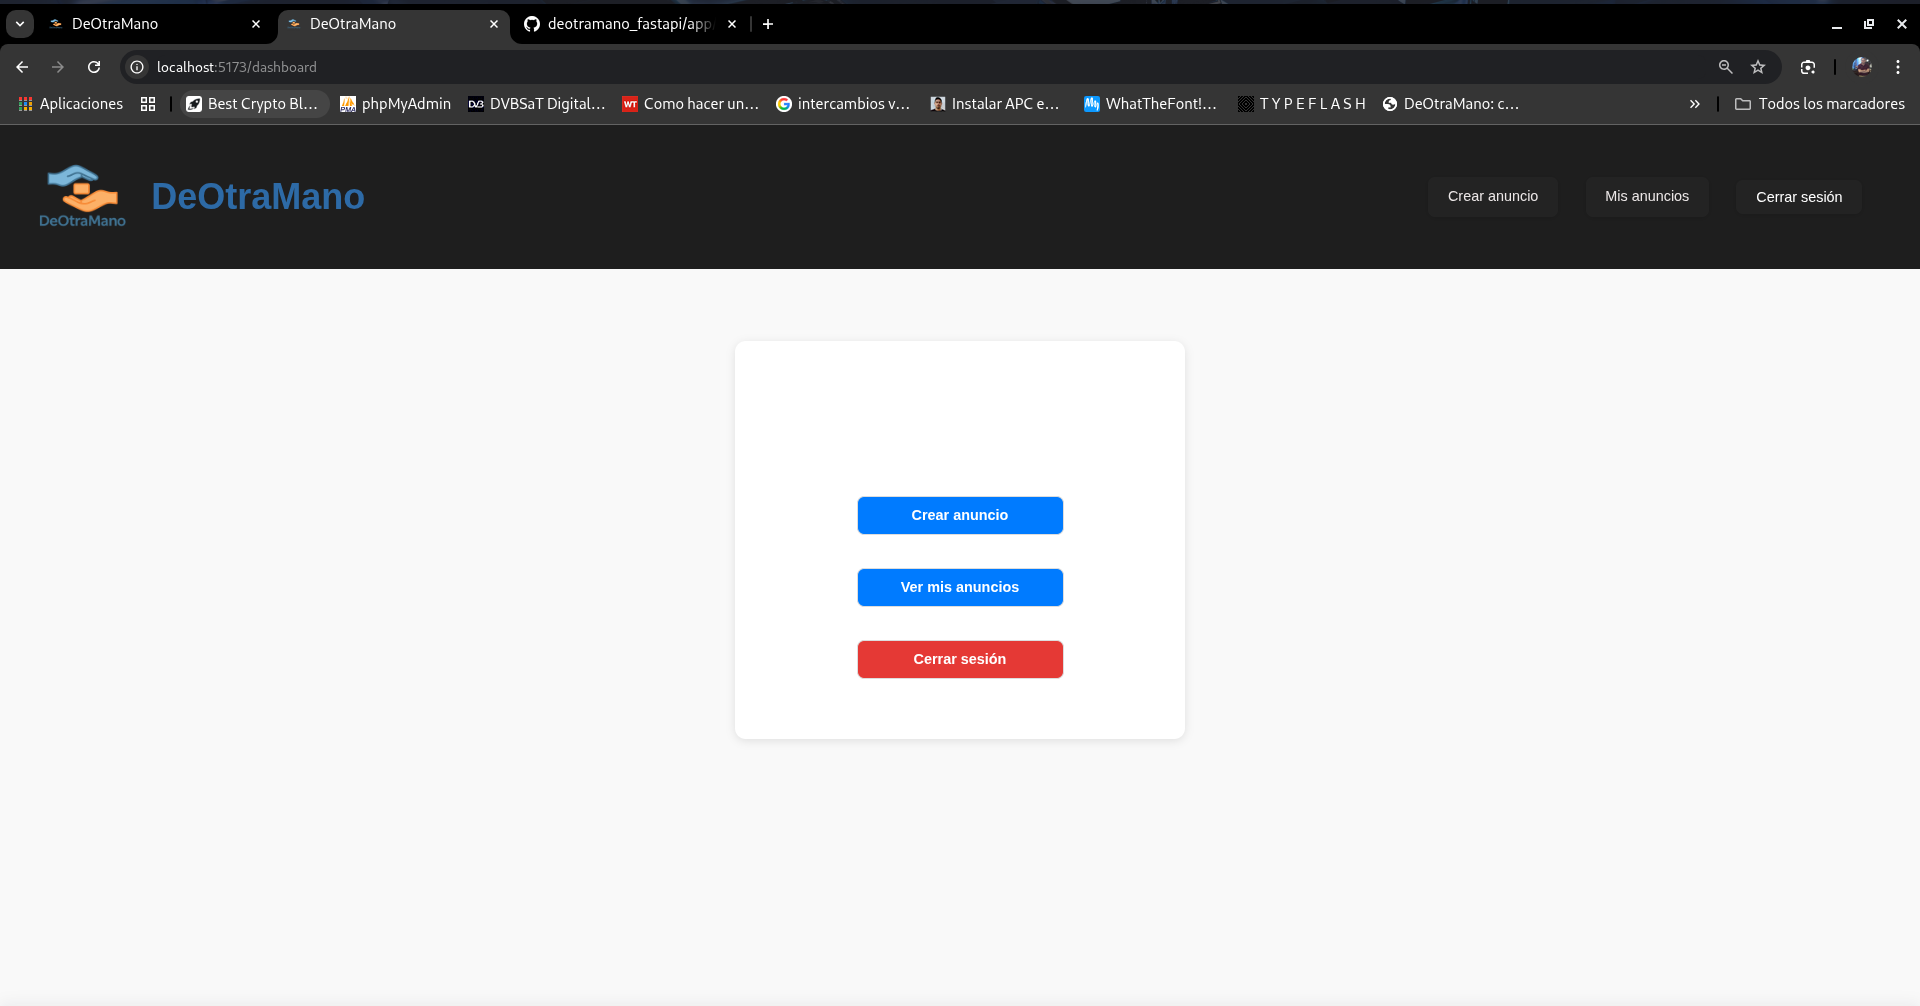 DeOtraMano
DeOtraMano
deotramano_fastapi/app
localhost:5173/dashboard
Aplicaciones
Best Crypto Bl...
phpMyAdmin
DVBSaT Digital...
Como hacer un...
intercambios v...
Instalar APC e...
WhatTheFont!...
T Y P E F L A S H
DeOtraMano: c...
Todos los marcadores
DeOtraMano
DeOtraMano
Crear anuncio
Mis anuncios
Cerrar sesión
Crear anuncio
Ver mis anuncios
Cerrar sesión